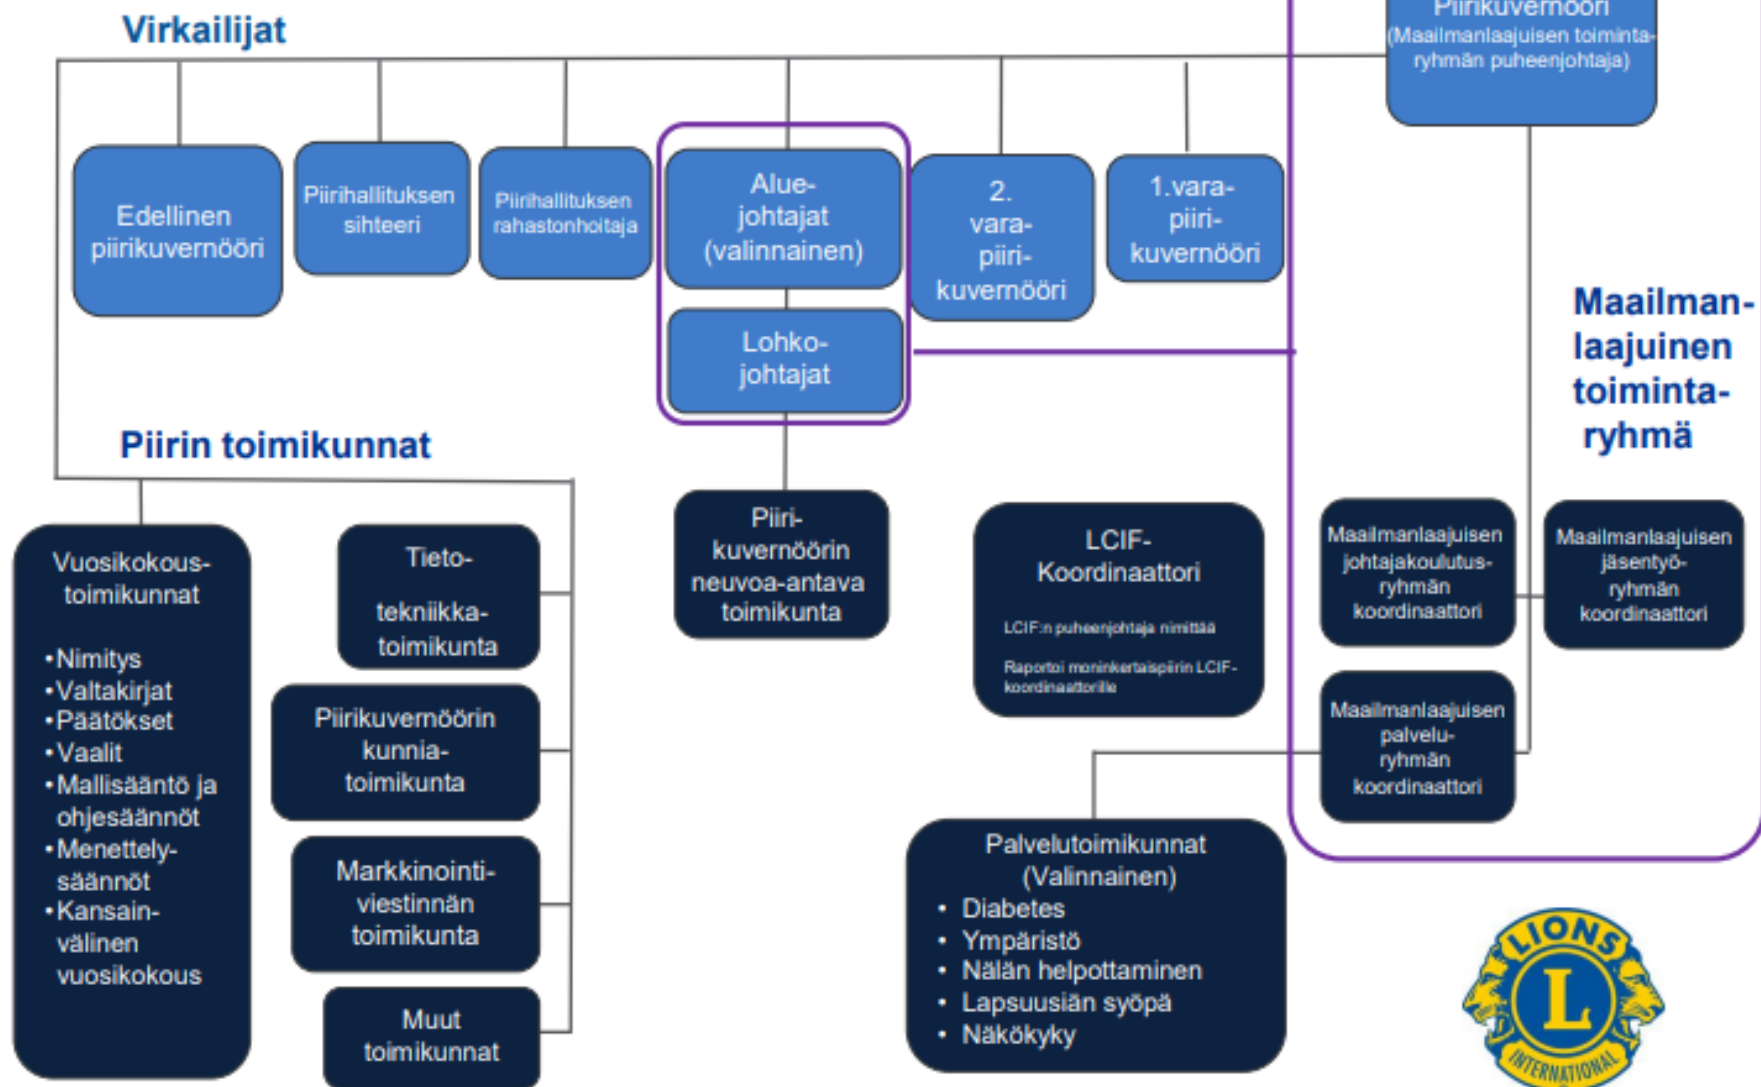 Piirikuvernööri
(Maailmanlaajuisen toiminta-
ryhmän puheenjohtaja)
Virkailijat
Edellinen
piirikuvernööri
Piirihallituksen
sihteeri
Piirihallituksen
rahastonhoitaja
Alue-
johtajat
(valinnainen)
2.
vara-
piiri-
kuvernööri
1.vara-
piiri-
kuvernööri
Lohko-
johtajat
Maailman-
laajuinen
toiminta-
ryhmä
Piirin toimikunnat
Vuosikokous-
toimikunnat
•Nimitys
•Valtakirjat
•Päätökset
•Vaalit
•Mallisääntö ja
ohjesäännöt
•Menettely-
säännöt
•Kansain-
välinen
vuosikokous
Tieto-
tekniikka-
toimikunta
Piirikuvernöörin
kunnia-
toimikunta
Markkinointi-
viestinnän
toimikunta
Muut
toimikunnat
Piiri-
kuvernöörin
neuvoa-antava
toimikunta
LCIF-
Koordinaattori
LCIF:n puheenjohtaja nimittää
Raportoi moninkertaispiirin LCIF-
koordinaattorille
Maailmanlaajuisen
johtajakoulutus-
ryhmän
koordinaattori
Maailmanlaajuisen
jäsentyö-
ryhmän
koordinaattori
Maailmanlaajuisen
palvelu-
ryhmän
koordinaattori
Palvelutoimikunnat
(Valinnainen)
• Diabetes
• Ympäristö
• Nälän helpottaminen
• Lapsuusiän syöpä
• Näkökyky
LIONS
L
INTERNATIONAL